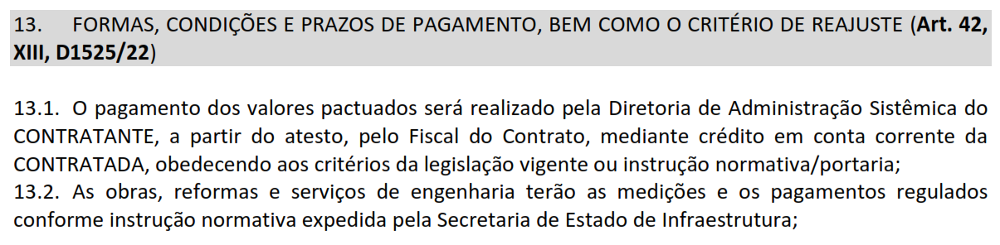 13. FORMAS, CONDIÇÕES E PRAZOS DE PAGAMENTO, BEM COMO O CRITÉRIO DE REAJUSTE (Art. 42,
XIII, D1525/22)
13.1. O pagamento dos valores pactuados será realizado pela Diretoria de Administração Sistêmica do
CONTRATANTE, a partir do atesto, pelo Fiscal do Contrato, mediante crédito em conta corrente da
CONTRATADA, obedecendo aos critérios da legislação vigente ou instrução normativa/portaria;
13.2. As obras, reformas e serviços de engenharia terão as medições e os pagamentos regulados
conforme instrução normativa expedida pela Secretaria de Estado de Infraestrutura;